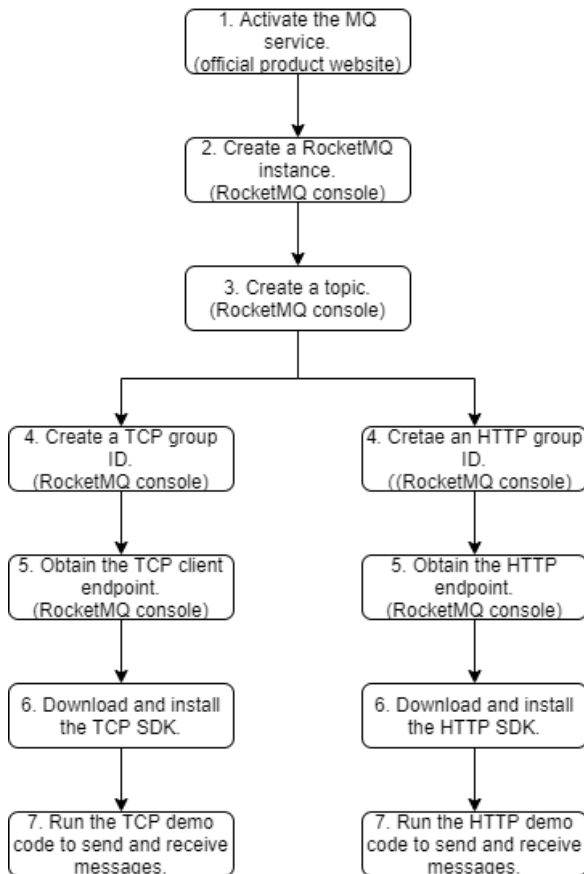 1. Activate the MQ
service.
(official product website)
2. Create a RocketMQ
instance.
(RocketMQ console)
3. Create a topic.
(RocketMQ console)
4. Create a TCP group
ID.
(RocketMQ console)
4. Cretae an HTTP group
ID.
((RocketMQ console)
5. Obtain the TCP client
endpoint.
(RocketMQ console)
5. Obtain the HTTP
endpoint.
(RocketMQ console)
6. Download and install
the TCP SDK.
6. Download and install
the HTTP SDK.
7. Run the TCP demo
code to send and receive
messages.
7. Run the HTTP demo
code to send and receive
messages.